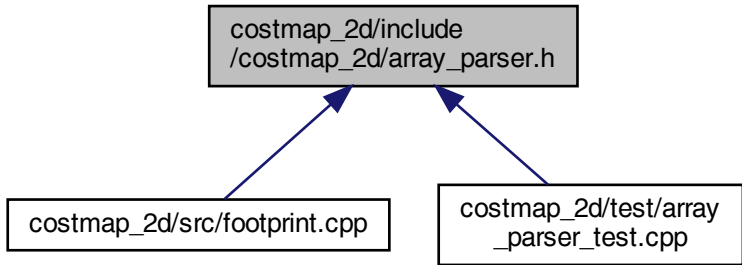 costmap_2d/include
/costmap_2d/array_parser.h
costmap_2d/src/footprint.cpp
costmap_2d/test/array
_parser_test.cpp